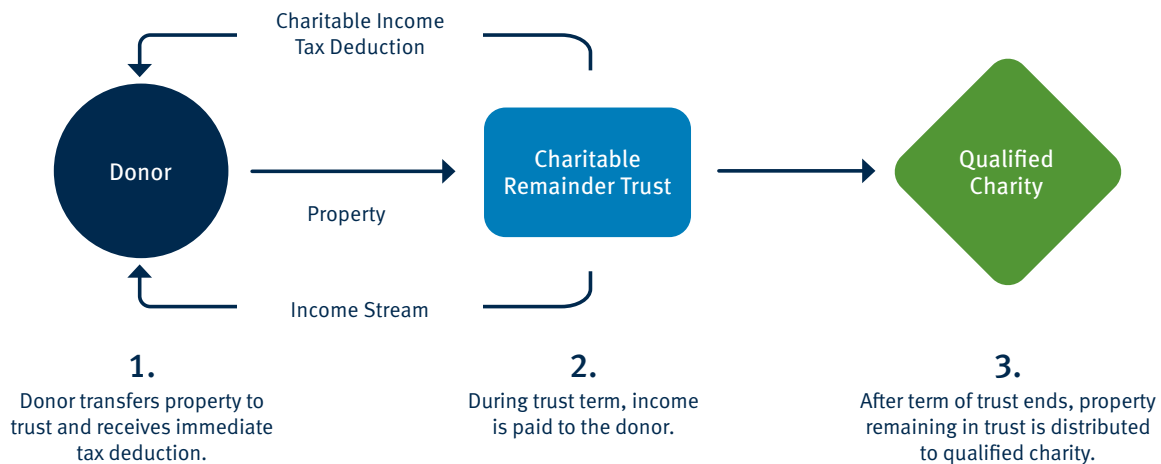 Charitable Income
Tax Deduction
Donor
Property
Charitable
Remainder Trust
Qualified
Charity
Income Stream
1.
Donor transfers property to
trust and receives immediate
tax deduction.
2.
During trust term, income
is paid to the donor.
3.
After term of trust ends, property
remaining in trust is distributed
to qualified charity.